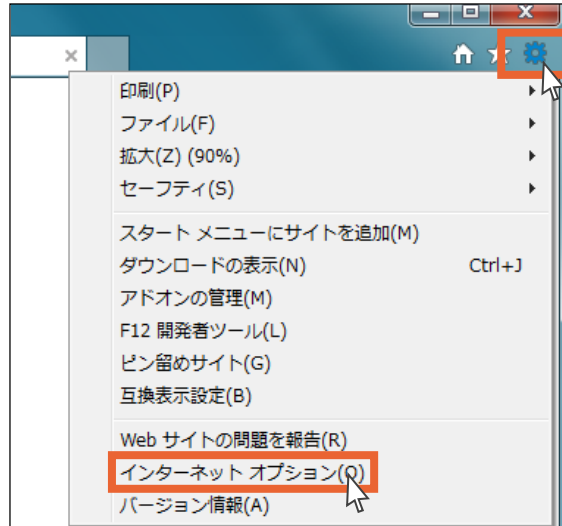 印刷(P)
ファイル(F)
拡大(Z) (90%)
セーフティ(S)
スタート メニューにサイトを追加(M)
ダウンロードの表示(N) Ctrl+J
アドオンの管理(M)
F12 開発者ツール(L)
ピン留めサイト(G)
互換表示設定(B)
Web サイトの問題を報告(R)
インターネット オプション(O)
バージョン情報(A)